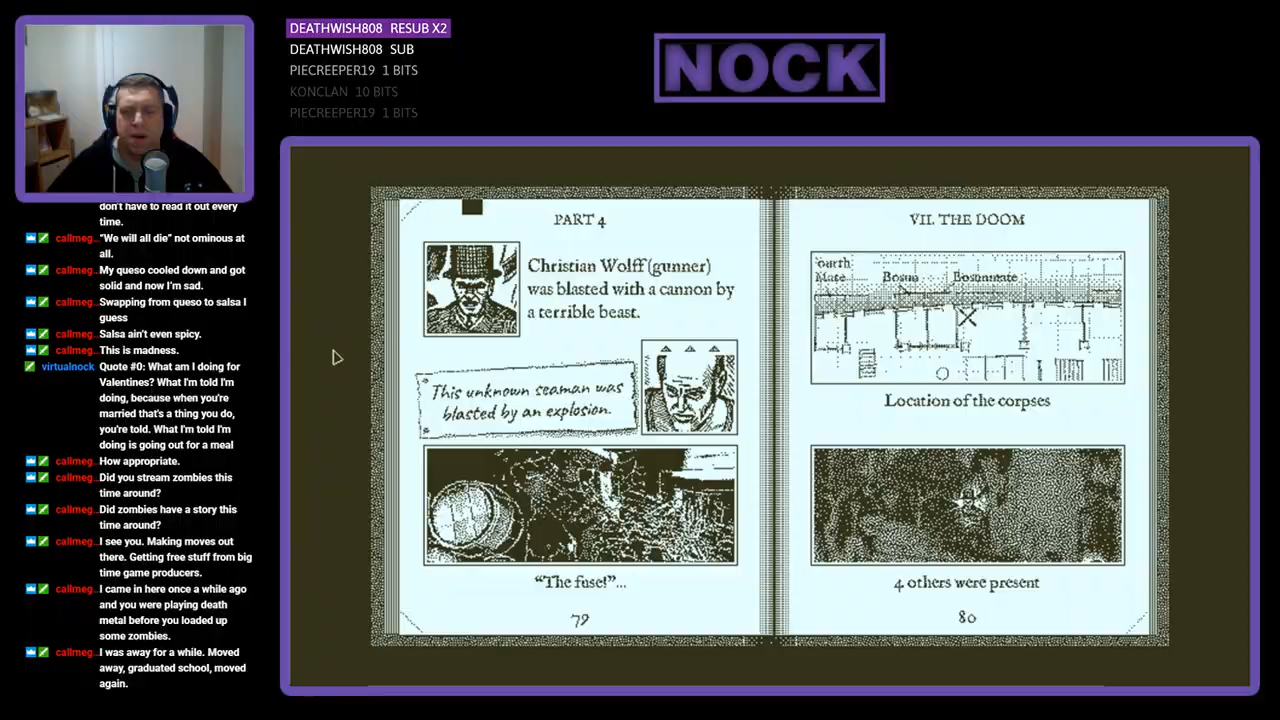 DEATHWISH808 RESUB X2
DEATHWISH808 SUB
PIECREEPER19 1 BITS
KONCLAN 10 BITS
PIECREEPER19 1 BITS
NOCK
don't have to read it out every
time.
callmeg... "We will all die" not ominous at
all.
callmeg... My queso cooled down and got
solid and now I'm sad.
callmeg... Swapping from queso to salsa I
guess
callmeg... Salsa ain't even spicy.
callmeg... This is madness.
virtualnock Quote #0: What am I doing for
Valentines? What I'm told I'm
doing, because when you're
married that's a thing you do,
you're told. What I'm told I'm
doing is going out for a meal
callmeg... How appropriate.
callmeg... Did you stream zombies this
time around?
callmeg... Did zombies have a story this
time around?
callmeg... I see you. Making moves out
there. Getting free stuff from big
time game producers.
callmeg... I came in here once a while ago
and you were playing death
metal before you loaded up
some zombies.
callmeg... I was away for a while. Moved
away, graduated school, moved
again.
PART 4
Christian Wolff (gunner)
was blasted with a cannon by
a terrible beast.
This unknown seaman was
blasted by an explosion.
"The fuse!"...
79
VII. THE DOOM
ourth
Mate
Bosun
Bosunsmate
Location of the corpses
4 others were present
80